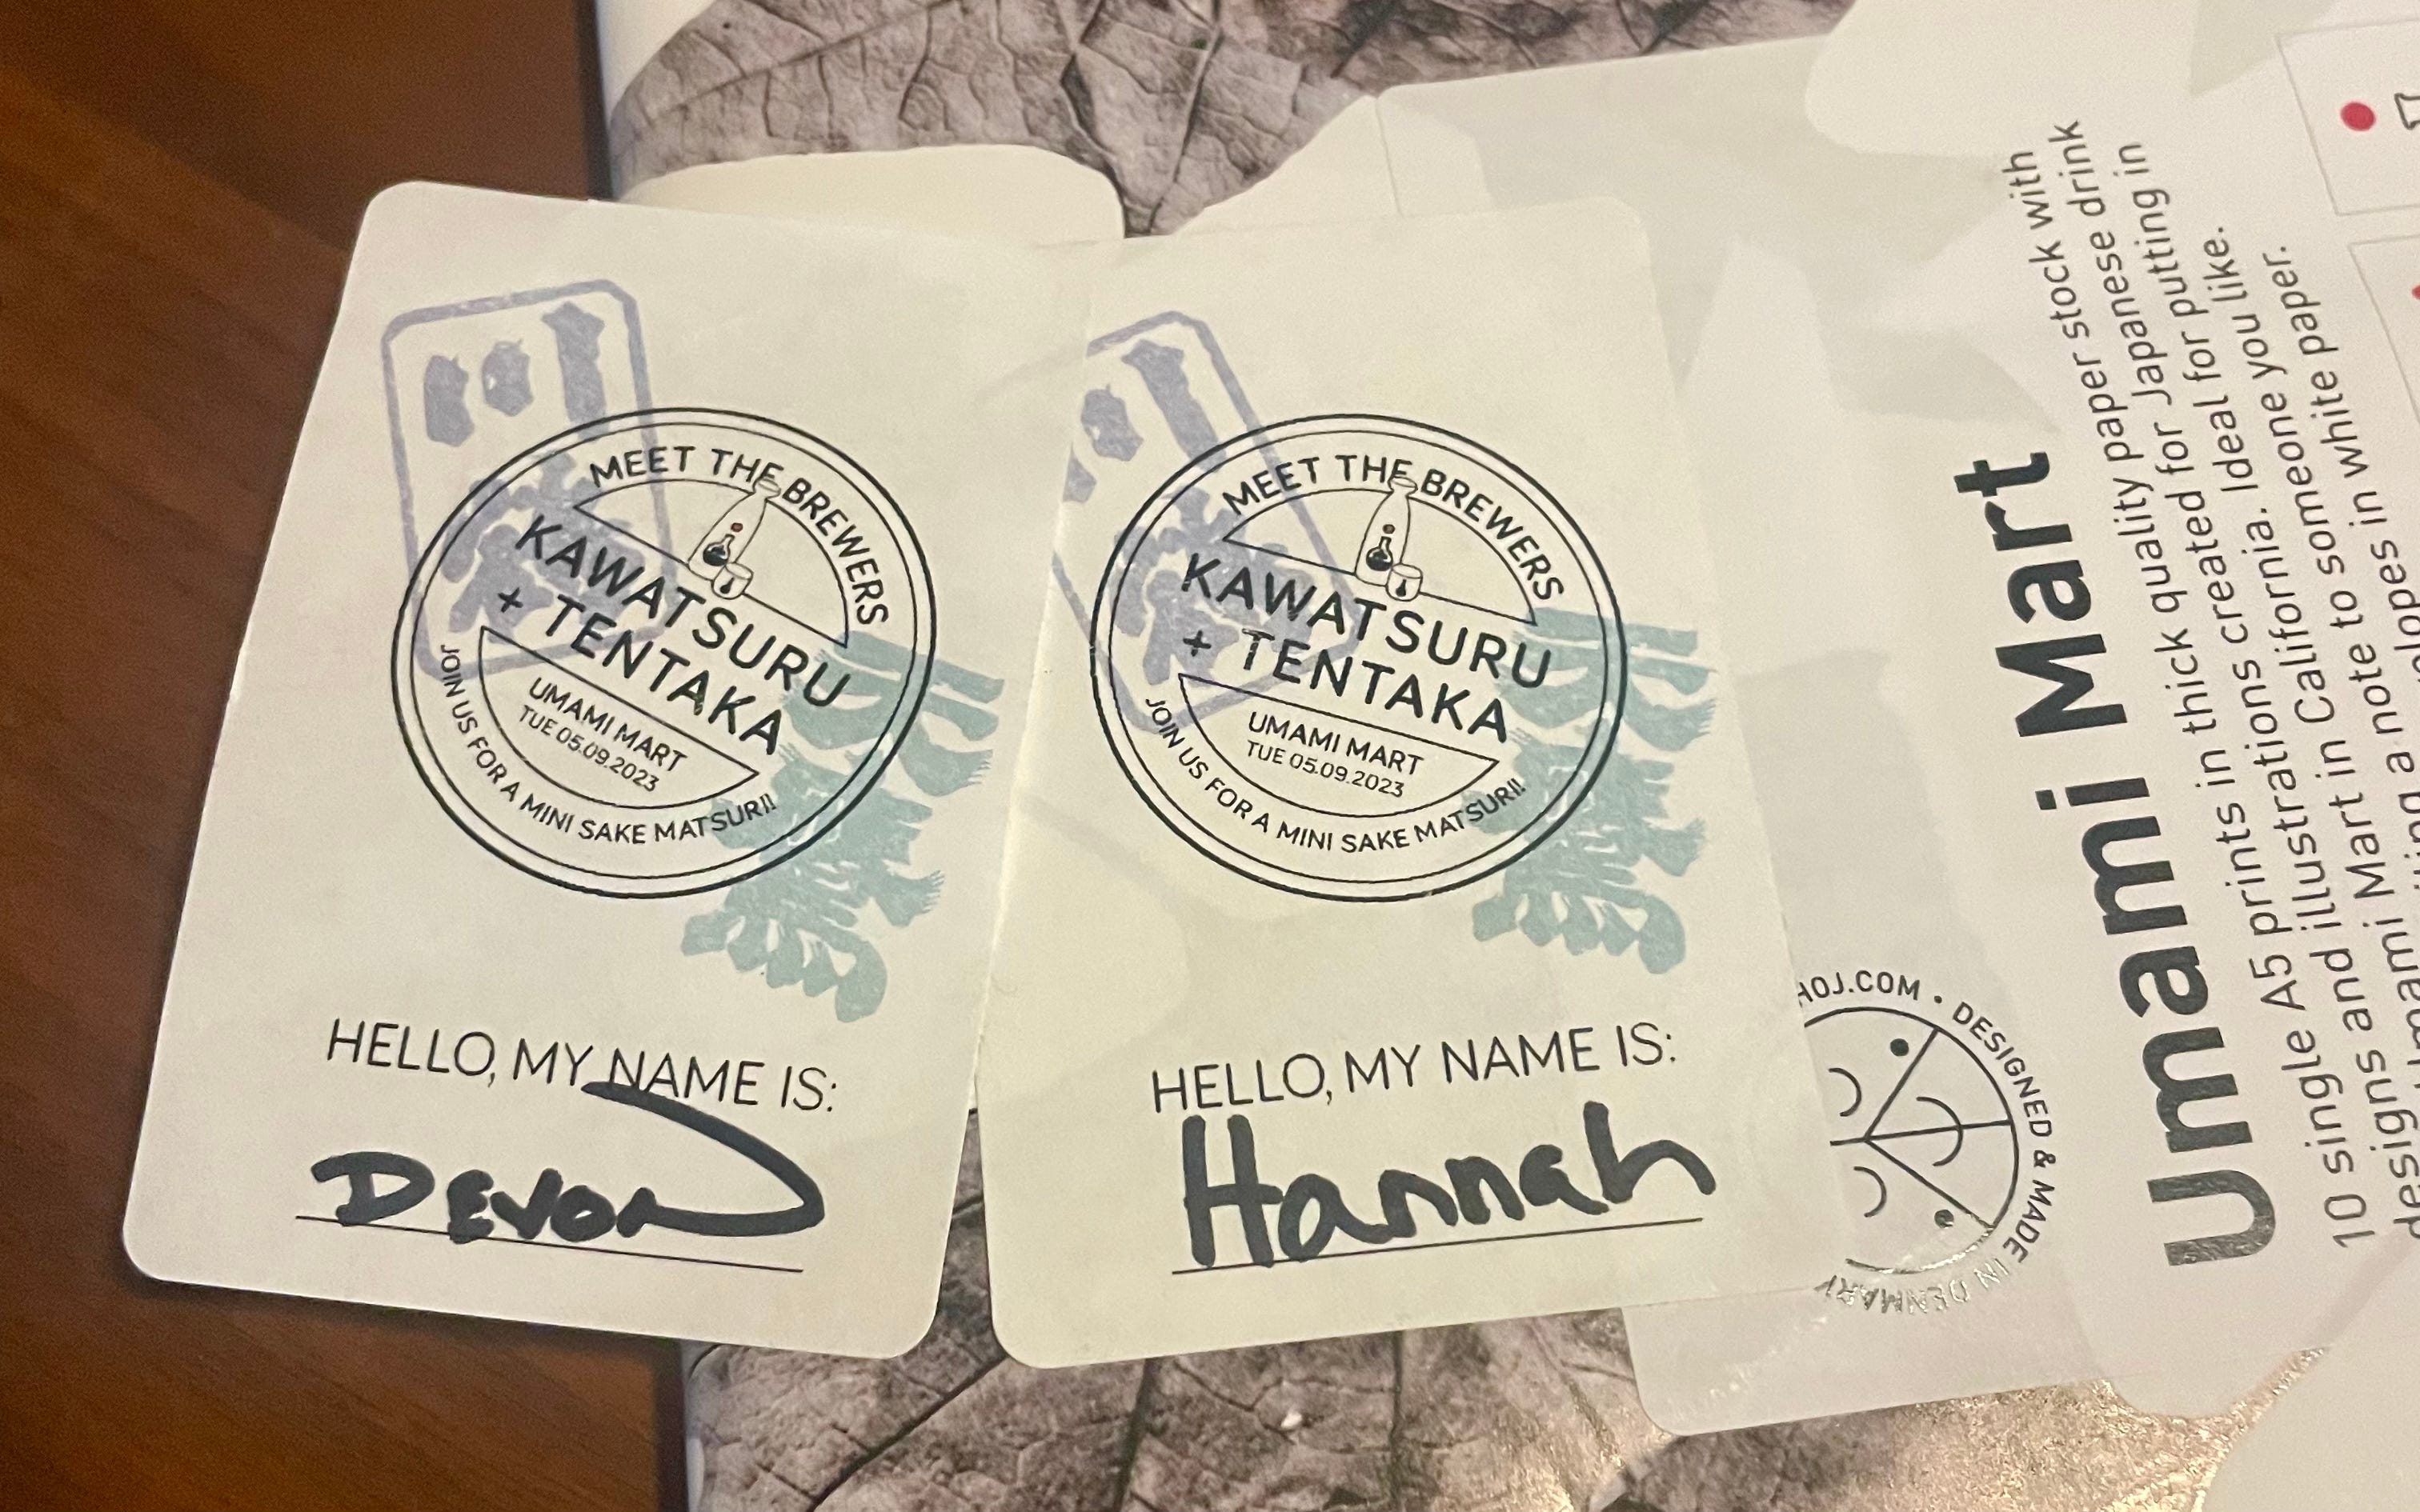 MEET THE BREWERS
KAWATSURU
+ TENTAKA
UMAMI MART
TUE 05.09.2023
JOIN US FOR A MINI SAKE MATSURI!!
HELLO, MY NAME IS:
DEVON
MEET THE BREWERS
KAWATSURU
+ TENTAKA
UMAMI MART
TUE 05.09.2023
JOIN US FOR A MINI SAKE MATSURI!!
HELLO, MY NAME IS:
Hannah
HOJ.COM • DESIGNED & MADE IN DENMARK
Umami Mart
10 single A5 prints in thick quality paper stock with
designs and illustrations created for Japanese drink
Umami Mart in California. Ideal for putting in
a note to someone you like.
in white paper.